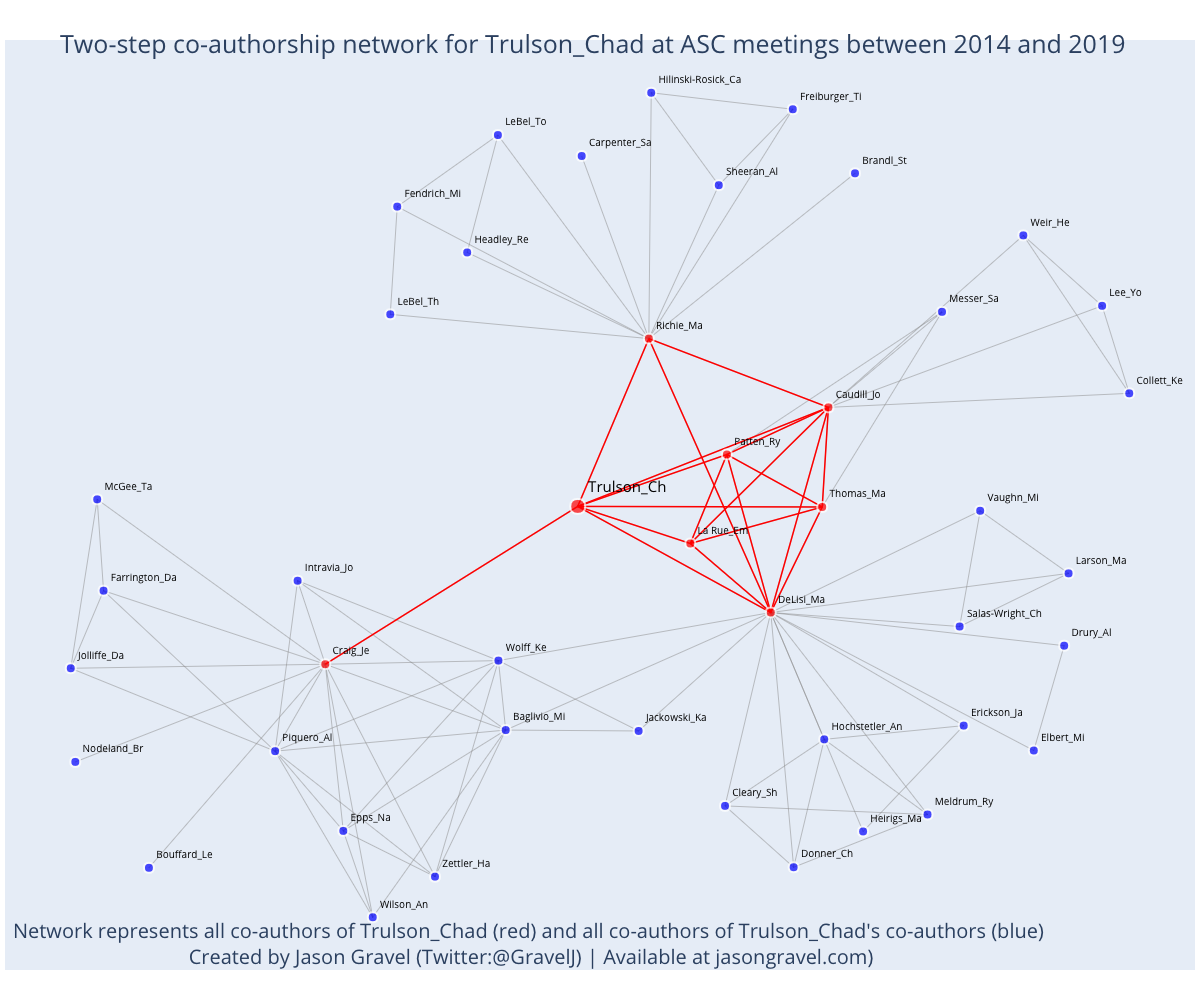 Two-step co-authorship network for Trulson_Chad at ASC meetings between 2014 and 2019
Hilinski-Rosick_Ca
Freiburger_Ti
LeBel_To
Carpenter_Sa
Brandl_St
Sheeran_Al
Fendrich_Mi
Weir_He
Headley_Re
Lee_Yo
Messer_Sa
LeBel_Th
Richie_Ma
Collett_Ke
Caudill_Jo
Patten_Ry
McGee_Ta
Trulson_Ch
Thomas_Ma
Vaughn_Mi
La Rue_Em
Larson_Ma
Intravia_Jo
Farrington_Da
DeLisi_Ma
Salas-Wright_Ch
Drury_Al
Craig_Je
Wolff_Ke
Jolliffe_Da
Erickson_Ja
Baglivio_Mi
Jackowski_Ka
Hochstetler_An
Piquero_Al
Nodeland_Br
Elbert_Mi
Cleary_Sh
Meldrum_Ry
Epps_Na
Heirigs_Ma
Bouffard_Le
Donner_Ch
Zettler_Ha
Wilson_An
Network represents all co-authors of Trulson_Chad (red) and all co-authors of Trulson_Chad's co-authors (blue)
Created by Jason Gravel (Twitter:@GravelJ) | Available at jasongravel.com)